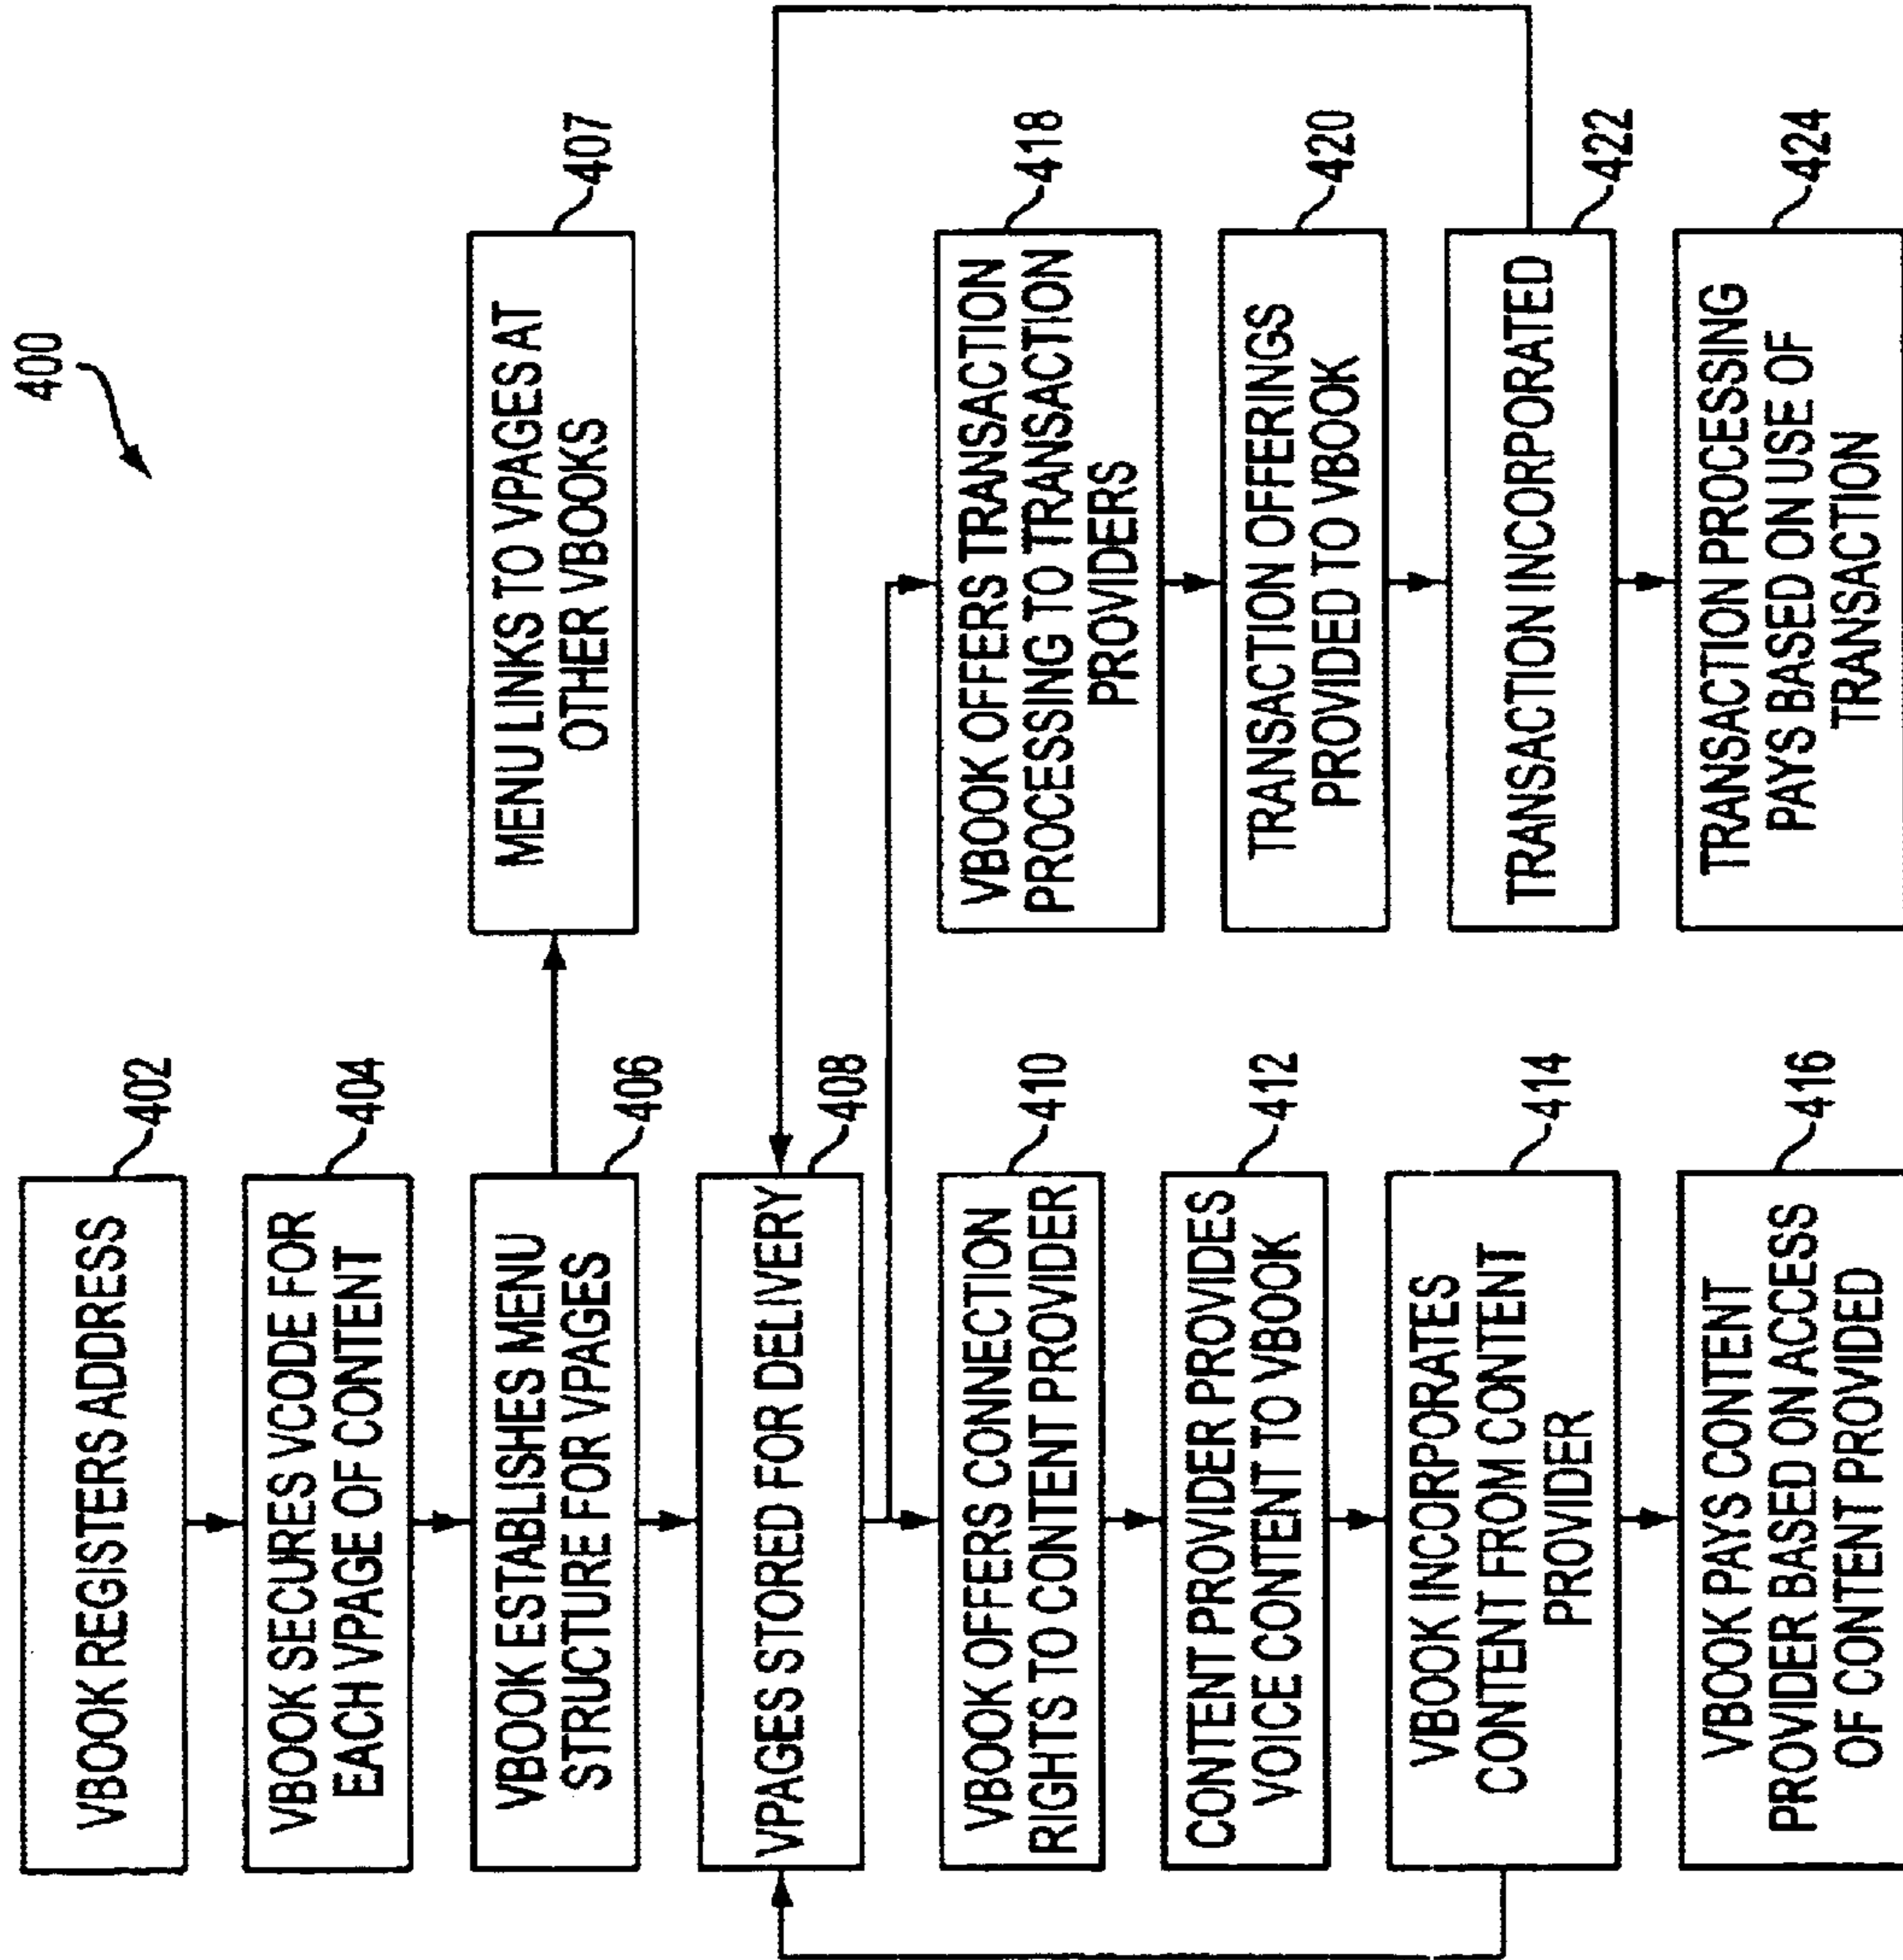 400
VBOOK REGISTERS ADDRESS
402
VBOOK SECURES VCODE FOR
EACH VPAGE OF CONTENT
404
VBOOK ESTABLISHES MENU
STRUCTURE FOR VPAGES
406
MENU LINKS TO VPAGES AT
OTHER VBOOKS
407
VPAGES STORED FOR DELIVERY
408
VBOOK OFFERS CONNECTION
RIGHTS TO CONTENT PROVIDER
410
CONTENT PROVIDER PROVIDES
VOICE CONTENT TO VBOOK
412
VBOOK INCORPORATES
CONTENT FROM CONTENT
PROVIDER
414
VBOOK PAYS CONTENT
PROVIDER BASED ON ACCESS
OF CONTENT PROVIDED
416
VBOOK OFFERS TRANSACTION
PROCESSING TO TRANSACTION
PROVIDERS
418
TRANSACTION OFFERINGS
PROVIDED TO VBOOK
420
TRANSACTION INCORPORATED
422
TRANSACTION PROCESSING
PAYS BASED ON USE OF
TRANSACTION
424